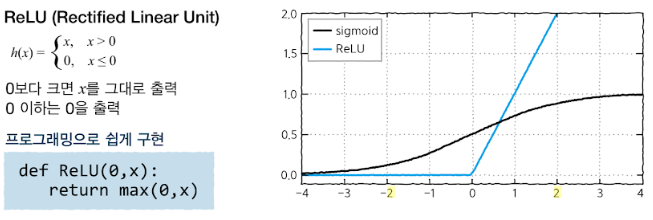 ReLU (Rectified Linear Unit)
h(x) = { x, x > 0
0, x ≤ 0
0보다 크면 x를 그대로 출력
0 이하는 0을 출력
프로그래밍으로 쉽게 구현
def ReLU(0,x):
return max(0,x)
2.0
1.5
1.0
0.5
0.0
sigmoid
ReLU
−4 −3 −2 −1 0 1 2 3 4